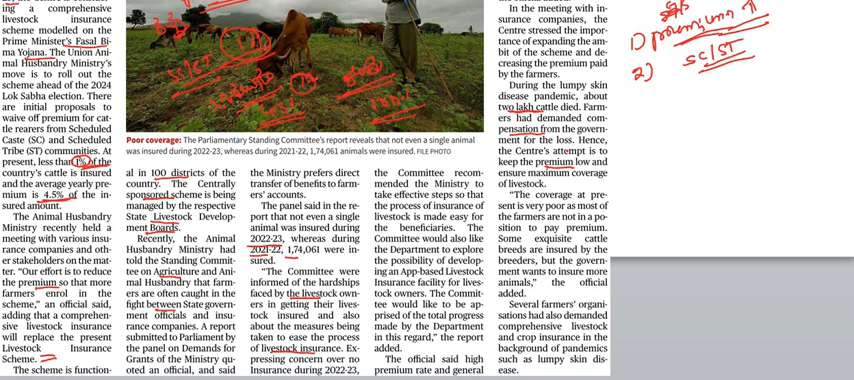 ing a comprehensive
livestock insurance
scheme modelled on the
Prime Minister's Fasal Bi-
ma Yojana. The Union Ani-
mal Husbandry Ministry's
move is to roll out the
scheme ahead of the 2024
Lok Sabha election. There
are initial proposals to
waive off premium for cat-
tle rearers from Scheduled
Caste (SC) and Scheduled
Tribe (ST) communities. At
present, less than 1% of the
country's cattle is insured
and the average yearly pre-
mium is 4.5% of the in-
sured amount.
The Animal Husbandry
Ministry recently held a
meeting with various insu-
rance companies and oth-
er stakeholders on the mat-
ter. "Our effort is to reduce
the premium so that more
farmers enrol in the
scheme," an official said,
adding that a comprehen-
sive livestock insurance
will replace the present
Livestock Insurance
Scheme.
The scheme is function-
SC/ST
Poor coverage: The Parliamentary Standing Committee's report reveals that not even a single animal
was insured during 2022-23, whereas during 2021-22, 1,74,061 animals were insured. FILE PHOTO
al in 100 districts of the
country. The Centrally
sponsored scheme is being
managed by the respective
State Livestock Develop-
ment Boards.
Recently, the Animal
Husbandry Ministry had
told the Standing Commit-
tee on Agriculture and Ani-
mal Husbandry that farm-
ers are often caught in the
fight between State govern-
ment officials and insu-
rance companies. A report
submitted to Parliament by
the panel on Demands for
Grants of the Ministry qu-
oted an official, and said
the Ministry prefers direct
transfer of benefits to farm-
ers' accounts.
The panel said in the re-
port that not even a single
animal was insured during
2022-23, whereas during
2021-22, 1,74,061 were in-
sured.
"The Committee were
informed of the hardships
faced by the livestock own-
ers in getting their lives-
tock insured and also
about the measures being
taken to ease the process
of livestock insurance. Ex-
pressing concern over no
Insurance during 2022-23,
the Committee recom-
mended the Ministry to
take effective steps so that
the process of insurance of
livestock is made easy for
the beneficiaries. The
Committee would also like
the Department to explore
the possibility of develop-
ing an App-based Livestock
Insurance facility for lives-
tock owners. The Commit-
tee would like to be ap-
prised of the total progress
made by the Department
in this regard," the report
added.
The official said high
premium rate and general
In the meeting with in-
surance companies, the
Centre stressed the impor-
tance of expanding the am-
bit of the scheme and de-
creasing the premium paid
by the farmers.
During the lumpy skin
disease pandemic, about
two lakh cattle died. Farm-
ers had demanded com-
pensation from the govern-
ment for the loss. Hence,
the Centre's attempt is to
keep the premium low and
ensure maximum coverage
of livestock.
"The coverage at pre-
sent is very poor as most of
the farmers are not in a po-
sition to pay premium.
Some exquisite cattle
breeds are insured by the
breeders, but the govern-
ment wants to insure more
animals," the official
added.
Several farmers' organi-
sations had also demanded
comprehensive livestock
and crop insurance in the
background of pandemics
such as lumpy skin dis-
ease.
1) premium
2) SC/ST